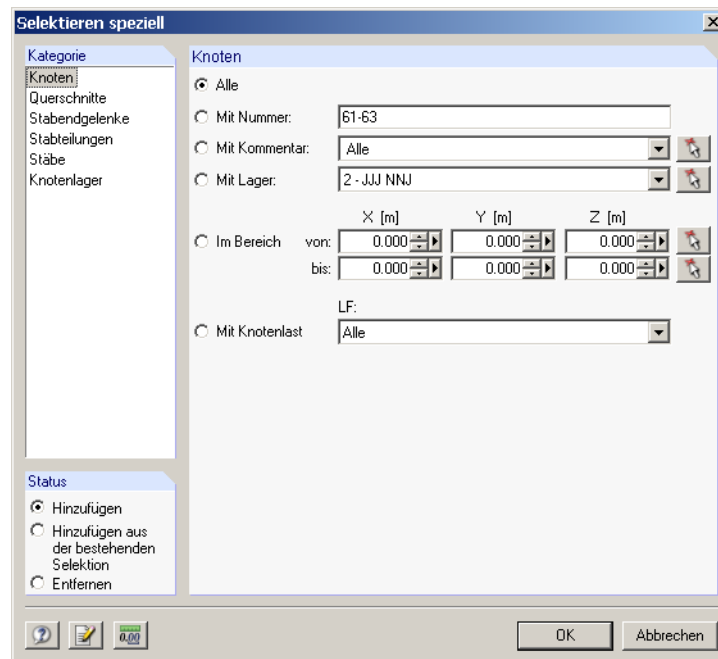 Selektieren speziell
Kategorie
Knoten
Querschnitte
Stabendgelenke
Stabteilungen
Stäbe
Knotenlager
Knoten
Alle
Mit Nummer: 61-63
Mit Kommentar: Alle
Mit Lager: 2 - JJJ NNJ
X [m] Y [m] Z [m]
Im Bereich von: 0.000 0.000 0.000
bis: 0.000 0.000 0.000
LF:
Mit Knotenlast Alle
Status
Hinzufügen
Hinzufügen aus
der bestehenden
Selektion
Entfernen
0.00
OK Abbrechen